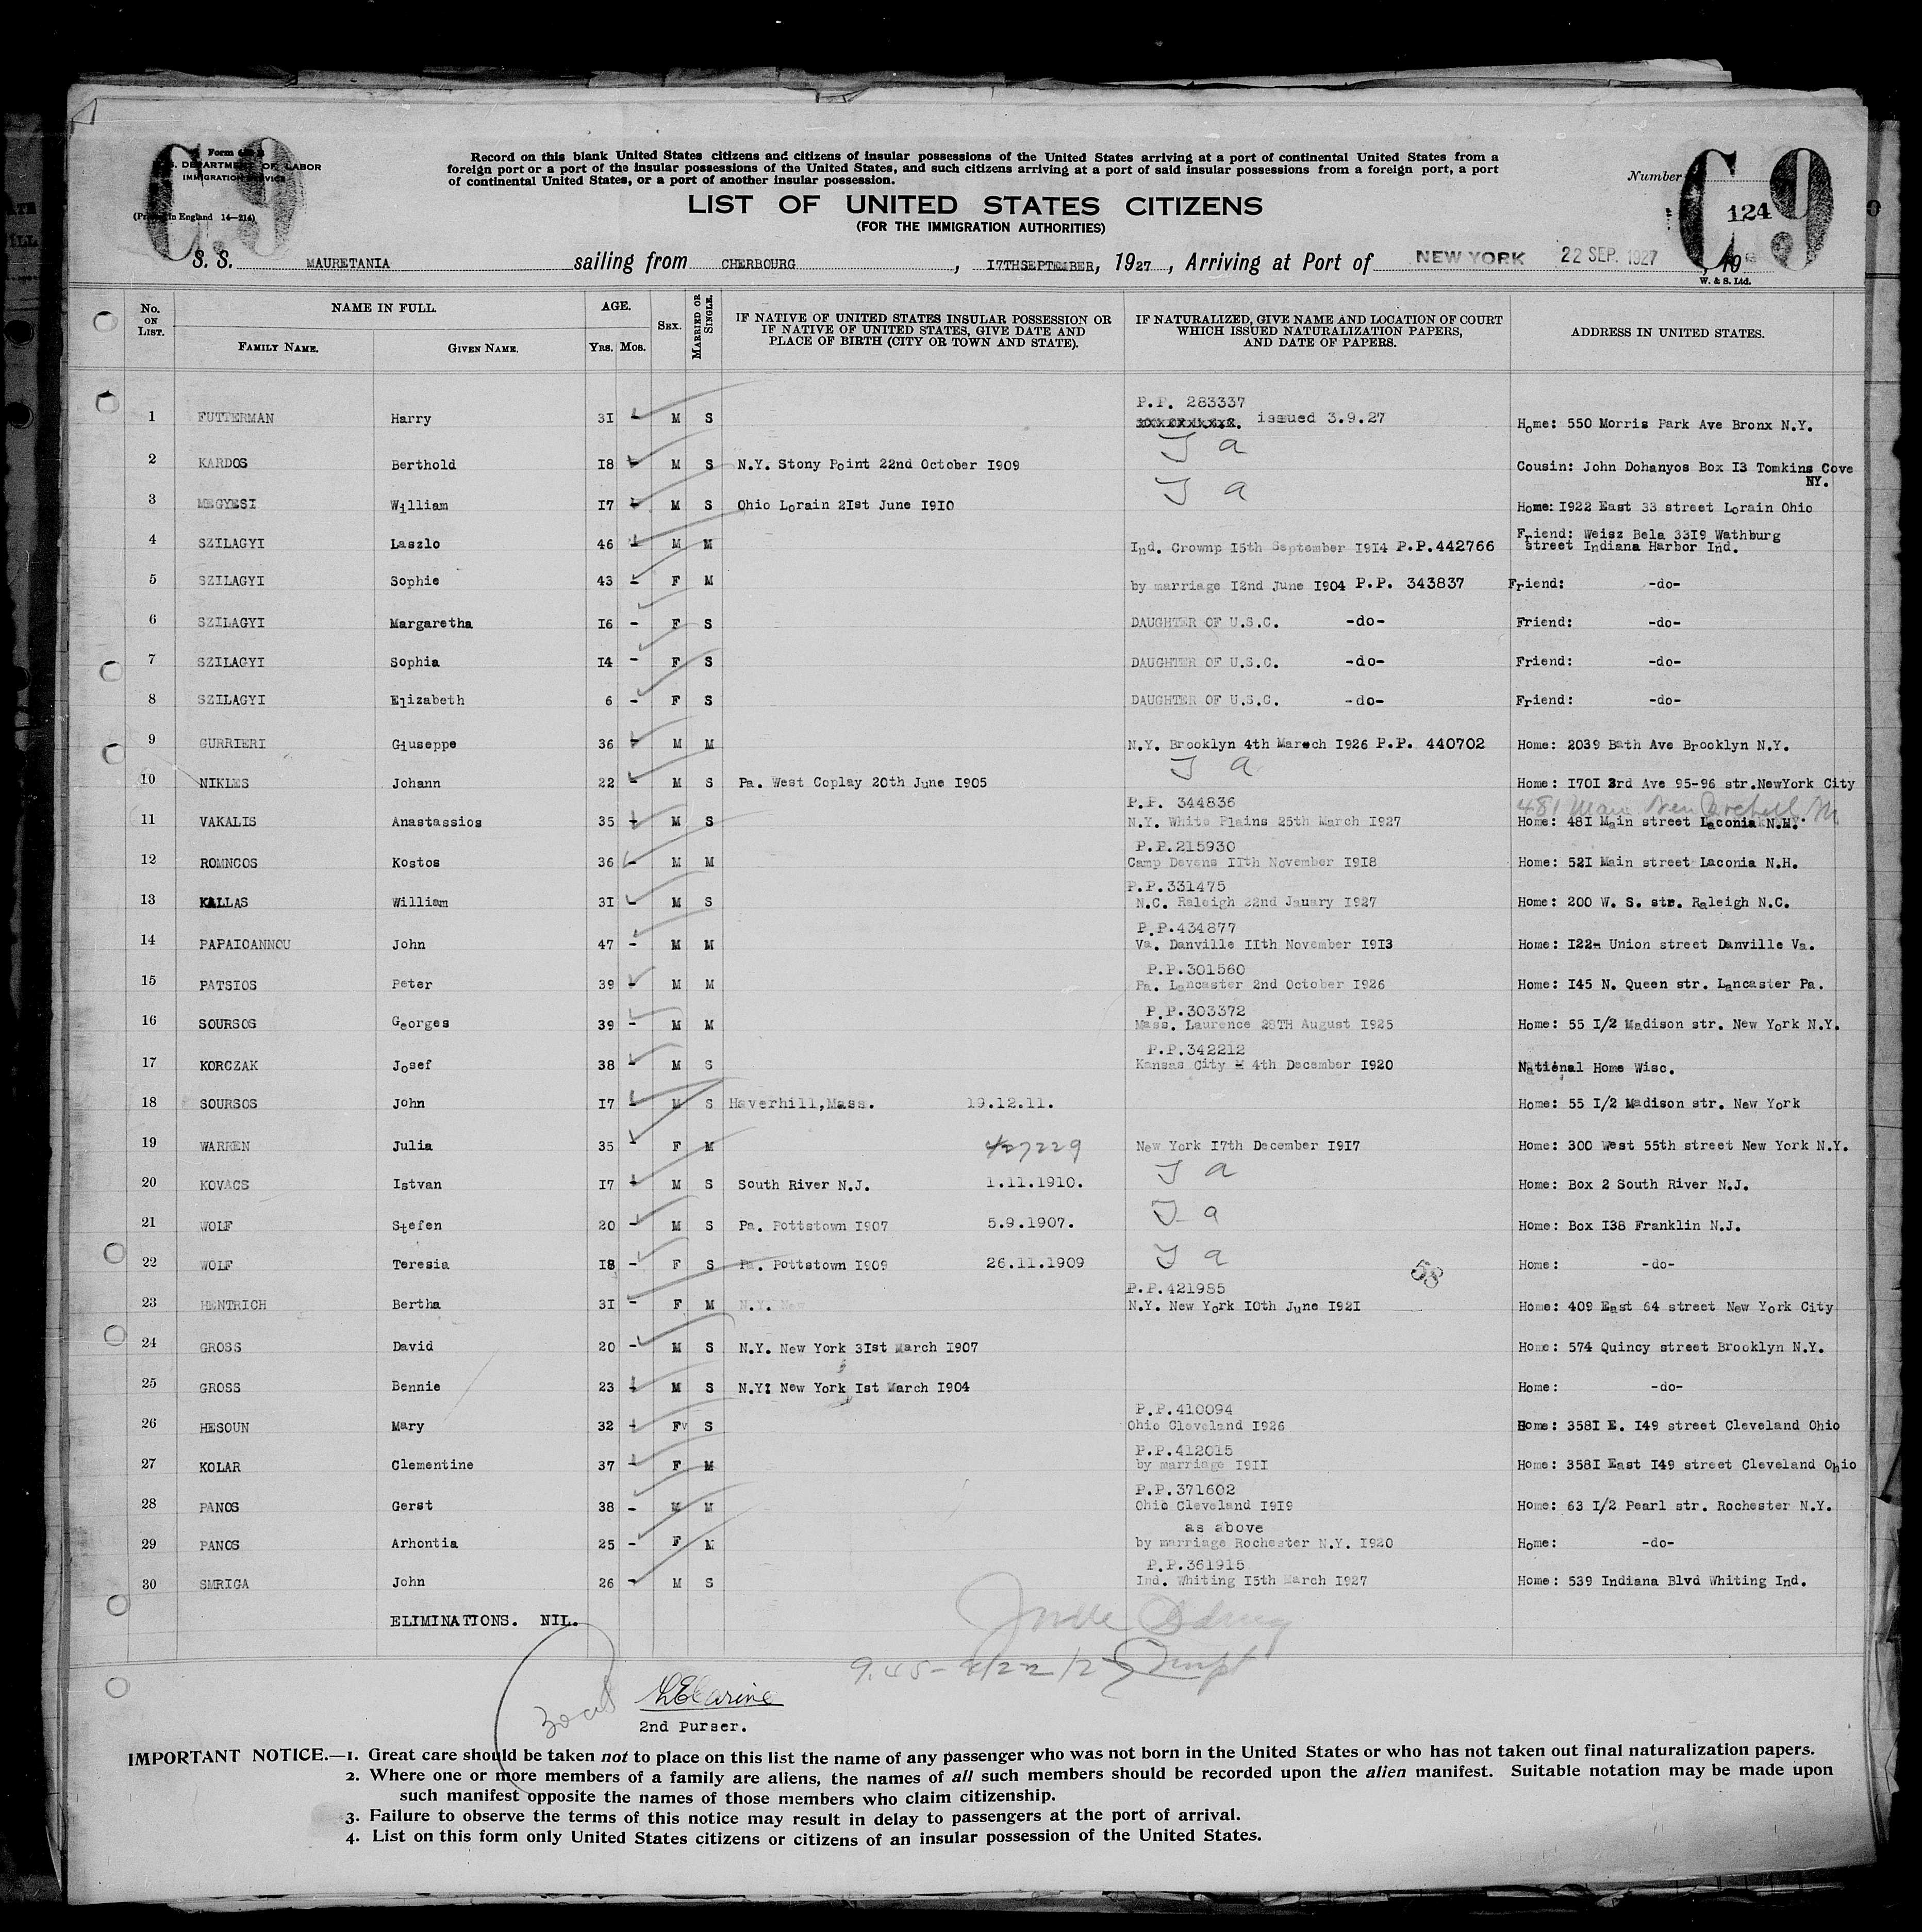 Form
U.S. DEPARTMENT OF LABOR
IMMIGRATION SERVICE
(Printed in England 14—214)
C 9
Record on this blank United States citizens and citizens of insular possessions of the United States arriving at a port of continental United States from a
foreign port or a port of the insular possessions of the United States, and such citizens arriving at a port of said insular possessions from a foreign port, a port
of continental United States, or a port of another insular possession.
LIST OF UNITED STATES CITIZENS
(FOR THE IMMIGRATION AUTHORITIES)
Number
124
C 9
S. S. MAURETANIA sailing from CHERBOURG, 17THSEPTEMBER, 1927, Arriving at Port of NEW YORK 22 SEP. 1927, 19
W. & S. Ltd.
No. ON LIST. NAME IN FULL. AGE. SEX. MARRIED OR SINGLE. IF NATIVE OF UNITED STATES INSULAR POSSESSION OR IF NATIVE OF UNITED STATES, GIVE DATE AND PLACE OF BIRTH (CITY OR TOWN AND STATE). IF NATURALIZED, GIVE NAME AND LOCATION OF COURT WHICH ISSUED NATURALIZATION PAPERS, AND DATE OF PAPERS. ADDRESS IN UNITED STATES.
FAMILY NAME. GIVEN NAME. YRS. MOS.
P.P. 283337
1 FUTTERMAN Harry 31 - M S issued 3.9.27 Home: 550 Morris Park Ave Bronx N.Y.
2 KARDOS Berthold 18 - M S N.Y. Stony Point 22nd October 1909 J a Cousin: John Dohanyos Box 13 Tomkins Cove
NY.
3 MEGYESI William 17 - M S Ohio Lorain 21st June 1910 J a Home: 1922 East 33 street Lorain Ohio
4 SZILAGYI Laszlo 46 - M M Ind. Crownp 15th September 1914 P.P.442766 Friend: Weisz Bela 3319 Wathburg
street Indiana Harbor Ind.
5 SZILAGYI Sophie 43 - F M by marriage 12nd June 1904 P.P. 343837 Friend: -do-
6 SZILAGYI Margaretha 16 - F S DAUGHTER OF U.S.C. -do- Friend: -do-
7 SZILAGYI Sophia 14 - F S DAUGHTER OF U.S.C. -do- Friend: -do-
8 SZILAGYI Elizabeth 6 - F S DAUGHTER OF U.S.C. -do- Friend: -do-
9 GURRIERI Giuseppe 36 - M M N.Y. Brooklyn 4th Marech 1926 P.P. 440702 Home: 2039 Bath Ave Brooklyn N.Y.
10 NIKLES Johann 22 - M S Pa. West Coplay 20th June 1905 J a Home: 1701 3rd Ave 95-96 str.NewYork City
P.P. 344836 481 Main New Rochelle
11 VAKALIS Anastassios 35 - M S N.Y. White Plains 25th March 1927 Home: 481 Main street Laconia N.H.
P.P.215930
12 ROMNCOS Kostos 36 - M M Camp Devens 11th November 1918 Home: 521 Main street Laconia N.H.
P.P.331475
13 KALLAS William 31 - M S N.C. Raleigh 22nd Jauary 1927 Home: 200 W. S. str. Raleigh N.C.
P.P.434877
14 PAPAIOANNOU John 47 - M M Va. Danville 11th November 1913 Home: 122- Union street Danville Va.
P.P.301560
15 PATSIOS Peter 39 - M M Pa. Lancaster 2nd October 1926 Home: 145 N. Queen str. Lancaster Pa.
P.P.303372
16 SOURSOS Georges 39 - M M Mass. Laurence 28TH August 1925 Home: 55 1/2 Madison str. New York N.Y.
P.P.342212
17 KORCZAK Josef 38 - M S Kansas City M 4th December 1920 National Home Wisc.
18 SOURSOS John 17 - M S Haverhill,Mass. 19.12.11. Home: 55 1/2 Madison str. New York
19 WARREN Julia 35 - F M 427229 New York 17th December 1917 Home: 300 West 55th street New York N.Y.
20 KOVACS Istvan 17 - M S South River N.J. 1.11.1910. J a Home: Box 2 South River N.J.
21 WOLF Stefen 20 - M S Pa. Pottstown 1907 5.9.1907. J a Home: Box 138 Franklin N.J.
22 WOLF Teresia 18 - F S Pa. Pottstown 1909 26.11.1909 J a 58 Home: -do-
P.P.421985
23 HENTRICH Bertha 31 - F M N.Y. New N.Y. New York 10th June 1921 Home: 409 East 64 street New York City
24 GROSS David 20 - M S N.Y. New York 31st March 1907 Home: 574 Quincy street Brooklyn N.Y.
25 GROSS Bennie 23 - M S N.Y: New York 1st March 1904 Home: -do-
P.P.410094
26 HESOUN Mary 32 - F S Ohio Cleveland 1926 Home: 3581 E. 149 street Cleveland Ohio
P.P.412015
27 KOLAR Clementine 37 - F M by marriage 1911 Home: 3581 East 149 street Cleveland Ohio
P.P.371602
28 PANOS Gerst 38 - M M Ohio Cleveland 1919 Home: 63 1/2 Pearl str. Rochester N.Y.
as above
29 PANOS Arhontia 25 - F M by marriage Rochester N.Y. 1920 Home: -do-
P.P.361915
30 SMRIGA John 26 - M S Ind. Whiting 15th March 1927 Home: 539 Indiana Blvd Whiting Ind.
ELIMINATIONS. NIL.
9.45 - 9/22/27
2nd Purser.
IMPORTANT NOTICE.—1. Great care should be taken not to place on this list the name of any passenger who was not born in the United States or who has not taken out final naturalization papers.
2. Where one or more members of a family are aliens, the names of all such members should be recorded upon the alien manifest. Suitable notation may be made upon
such manifest opposite the names of those members who claim citizenship.
3. Failure to observe the terms of this notice may result in delay to passengers at the port of arrival.
4. List on this form only United States citizens or citizens of an insular possession of the United States.